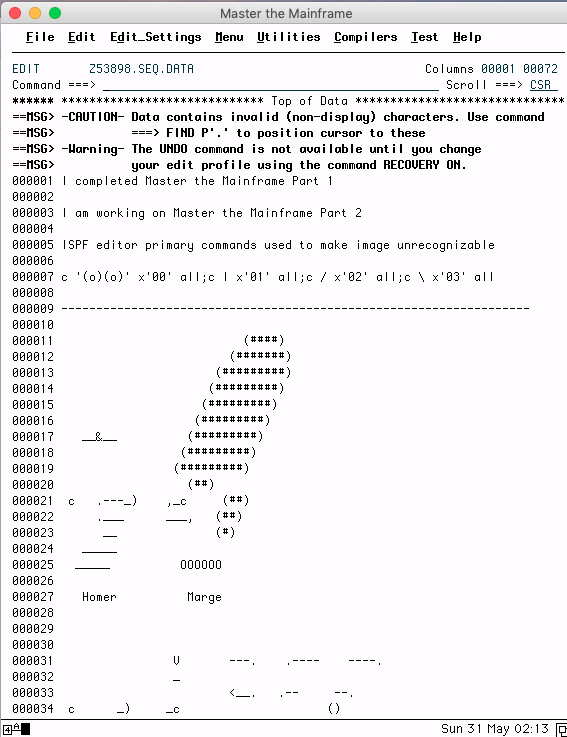 Master the Mainframe
File Edit Edit_Settings Menu Utilities Compilers Test Help
EDIT Z53898.SEQ.DATA Columns 00001 00072
Command ===> Scroll ===> CSR
****** **************************** Top of Data ******************************
==MSG> -CAUTION- Data contains invalid (non-display) characters. Use command
==MSG> ===> FIND P'.' to position cursor to these
==MSG> -Warning- The UNDO command is not available until you change
==MSG> your edit profile using the command RECOVERY ON.
000001 I completed Master the Mainframe Part 1
000002
000003 I am working on Master the Mainframe Part 2
000004
000005 ISPF editor primary commands used to make image unrecognizable
000006
000007 c '(o)(o)' x'00' all;c | x'01' all;c / x'02' all;c \ x'03' all
000008
000009 -------------------------------------------------------------------
000010
000011 (####)
000012 (#######)
000013 (#########)
000014 (#########)
000015 (#########)
000016 (#########)
000017 __&__ (#########)
000018 (#########)
000019 (#########)
000020 (##)
000021 c .---_) ,_c (##)
000022 .___ ___, (##)
000023 __ (#)
000024 _____
000025 _____ OOOOOO
000026
000027 Homer Marge
000028
000029
000030
000031 V ---. .---- ----.
000032 _
000033 <__. .-- --.
000034 c _) _c ()
4 A Sun 31 May 02:13